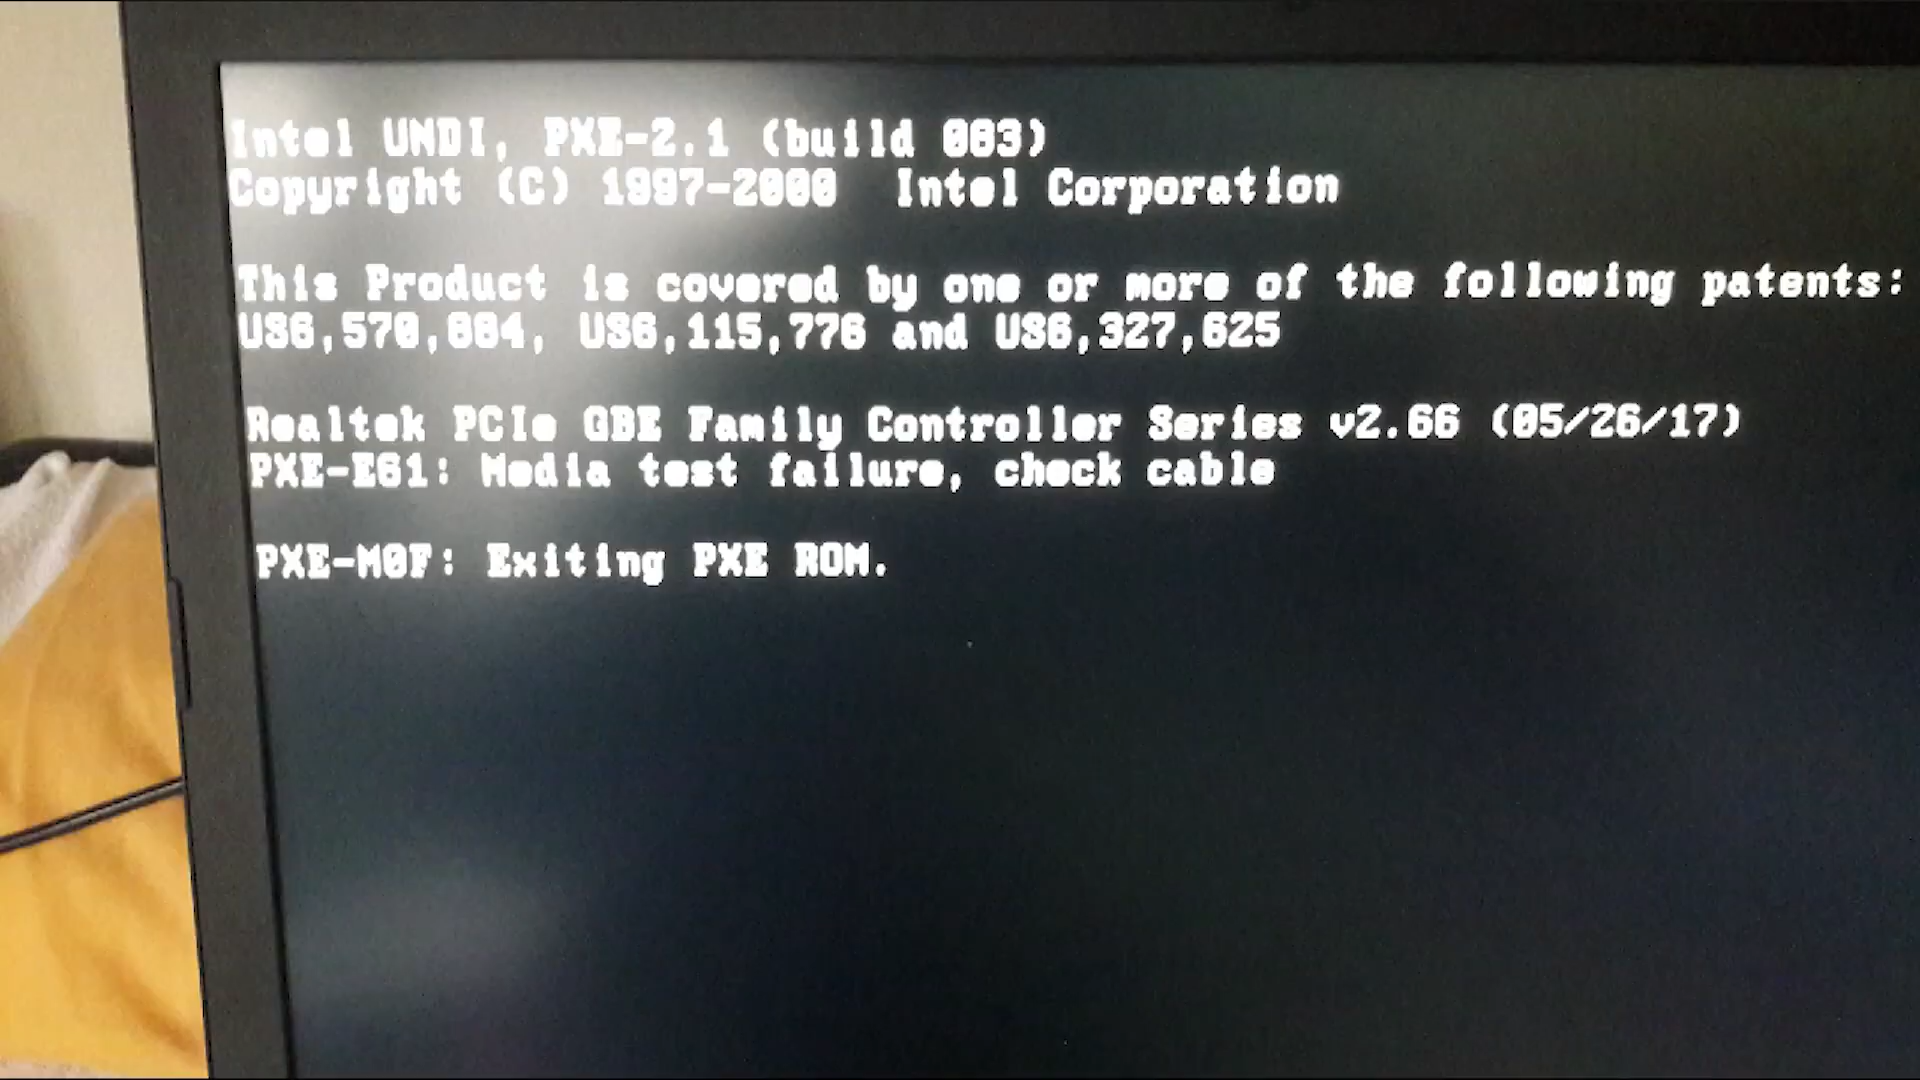 Intel UNDI, PXE-2.1 (build 083)
Copyright (C) 1997-2000  Intel Corporation
This Product is covered by one or more of the following patents:
US6,570,884, US6,115,776 and US6,327,625
Realtek PCIe GBE Family Controller Series v2.66 (05/26/17)
PXE-E61: Media test failure, check cable
PXE-M0F: Exiting PXE ROM.